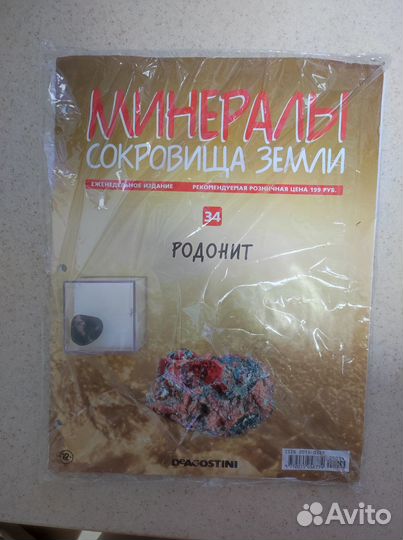 МИНЕРАЛЫ
СОКРОВИЩА ЗЕМЛИ
ЕЖЕНЕДЕЛЬНОЕ ИЗДАНИЕ РЕКОМЕНДУЕМАЯ РОЗНИЧНАЯ ЦЕНА 199 РУБ.
34
РОДОНИТ
DeAGOSTINI
Avito